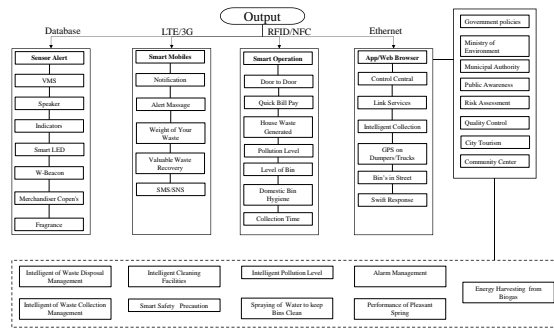 Output
Database
LTE/3G
RFID/NFC
Ethernet
Sensor Alert
VMS
Speaker
Indicators
Smart LED
W-Beacon
Merchandiser Copen's
Fragrance
Smart Mobiles
Notification
Alert Massage
Weight of Your
Waste
Valuable Waste
Recovery
SMS/SNS
Smart Operation
Door to Door
Quick Bill Pay
House Waste
Generated
Pollution Level
Level of Bin
Domestic Bin
Hygiene
Collection Time
App/Web Browser
Control Central
Link Services
Intelligent Collection
GPS on
Dumpers/Trucks
Bin's in Street
Swift Response
Government policies
Ministry of
Environment
Municipal Authority
Public Awareness
Risk Assessment
Quality Control
City Tourism
Community Center
Intelligent of Waste Disposal
Management
Intelligent Cleaning
Facilities
Intelligent Pollution Level
Alarm Management
Energy Harvesting from
Biogas
Intelligent of Waste Collection
Management
Smart Safety Precaution
Spraying of Water to keep
Bins Clean
Performance of Pleasant
Spring